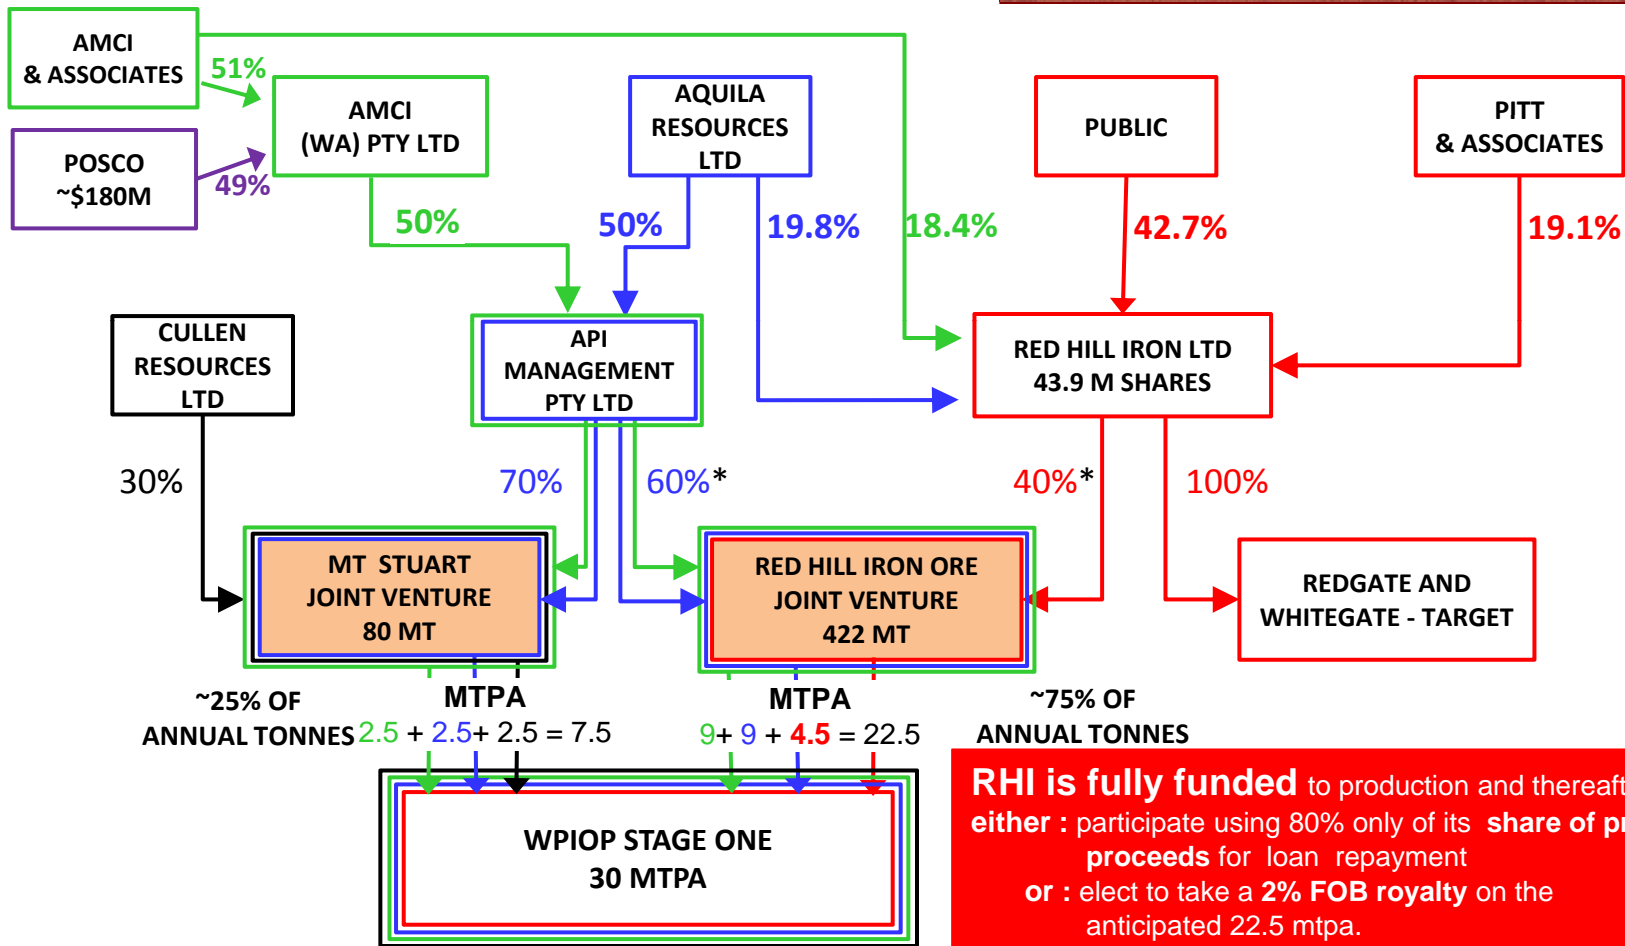 AMCI
& ASSOCIATES
51%
POSCO
~$180M
49%
AMCI
(WA) PTY LTD
AQUILA
RESOURCES
LTD
PUBLIC
PITT
& ASSOCIATES
50%
50%
19.8%
18.4%
42.7%
19.1%
CULLEN
RESOURCES
LTD
API
MANAGEMENT
PTY LTD
RED HILL IRON LTD
43.9 M SHARES
30%
70%
60%*
40%*
100%
MT STUART
JOINT VENTURE
80 MT
RED HILL IRON ORE
JOINT VENTURE
422 MT
REDGATE AND
WHITEGATE - TARGET
~25% OF
ANNUAL TONNES
MTPA
2.5 + 2.5+ 2.5 = 7.5
MTPA
9+ 9 + 4.5 = 22.5
~75% OF
ANNUAL TONNES
WPIOP STAGE ONE
30 MTPA
RHI is fully funded to production and
either : participate using 80% only of its share of
proceeds for loan repayment
or : elect to take a 2% FOB royalty on the
anticipated 22.5 mtpa.